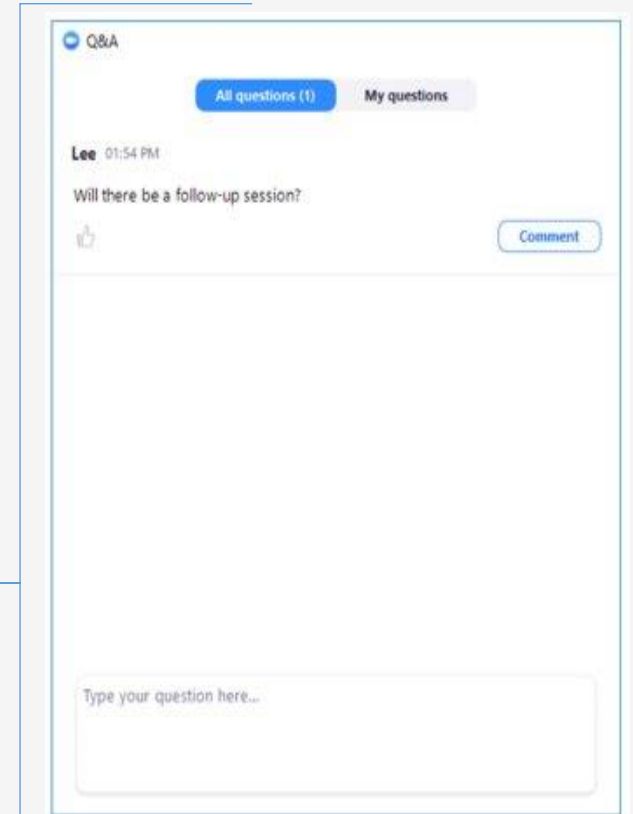 Q&A
All questions (1) My questions
Lee 01:54 PM
Will there be a follow-up session?
Comment
Type your question here...